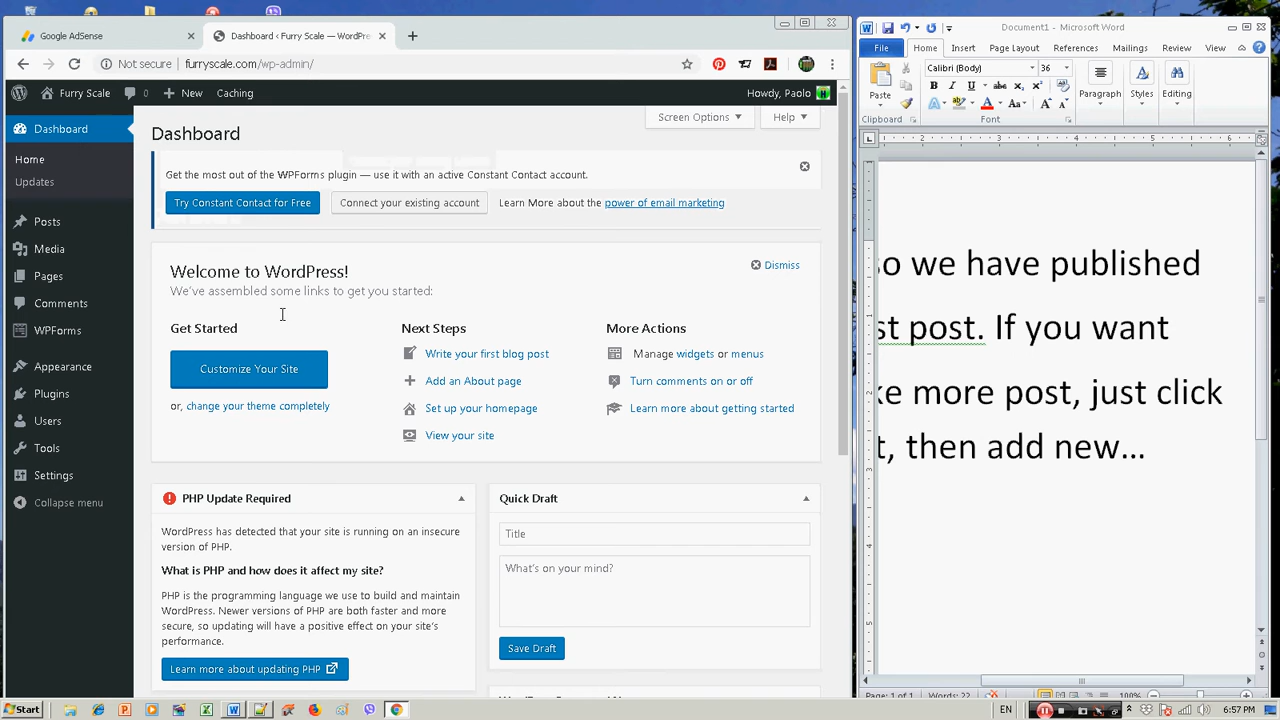 Google AdSense
Dashboard < Furry Scale — WordPre
Not secure
furryscale.com/wp-admin/
Furry Scale
0
New
Caching
Howdy, Paolo
Dashboard
Home
Updates
Posts
Media
Pages
Comments
WPForms
Appearance
Plugins
Users
Tools
Settings
Collapse menu
Dashboard
Screen Options
Help
Get the most out of the WPForms plugin — use it with an active Constant Contact account.
Try Constant Contact for Free
Connect your existing account
Learn More about the power of email marketing
Welcome to WordPress!
Dismiss
We've assembled some links to get you started:
Get Started
Customize Your Site
or, change your theme completely
Next Steps
Write your first blog post
Add an About page
Set up your homepage
View your site
More Actions
Manage widgets or menus
Turn comments on or off
Learn more about getting started
PHP Update Required
WordPress has detected that your site is running on an insecure
version of PHP.
What is PHP and how does it affect my site?
PHP is the programming language we use to build and maintain
WordPress. Newer versions of PHP are both faster and more
secure, so updating will have a positive effect on your site's
performance.
Learn more about updating PHP
Quick Draft
Title
What's on your mind?
Save Draft
Document1 - Microsoft Word
File
Home
Insert
Page Layout
References
Mailings
Review
View
Paste
Clipboard
Calibri (Body)
36
B I U abc x₂ x²
Aa
Font
Paragraph
Styles
Editing
2 3 4 5 6
so we have published
st post. If you want
ke more post, just click
t, then add new...
Page: 1 of 1
Words: 22
100%
Start
EN
6:57 PM